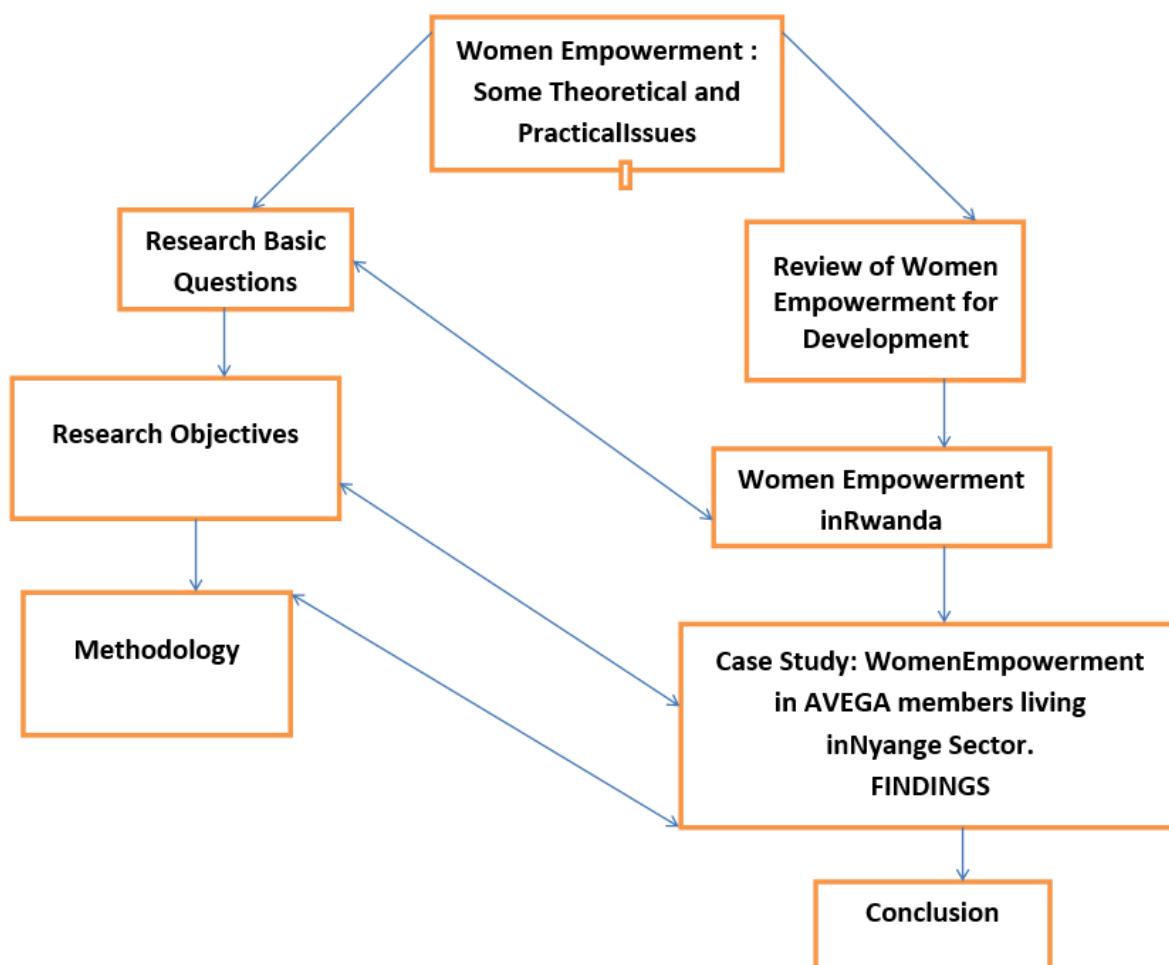 Women Empowerment :
Some Theoretical and
PracticalIssues
Research Basic
Questions
Review of Women
Empowerment for
Development
Research Objectives
Women Empowerment
inRwanda
Methodology
Case Study: WomenEmpowerment
in AVEGA members living
inNyange Sector.
FINDINGS
Conclusion